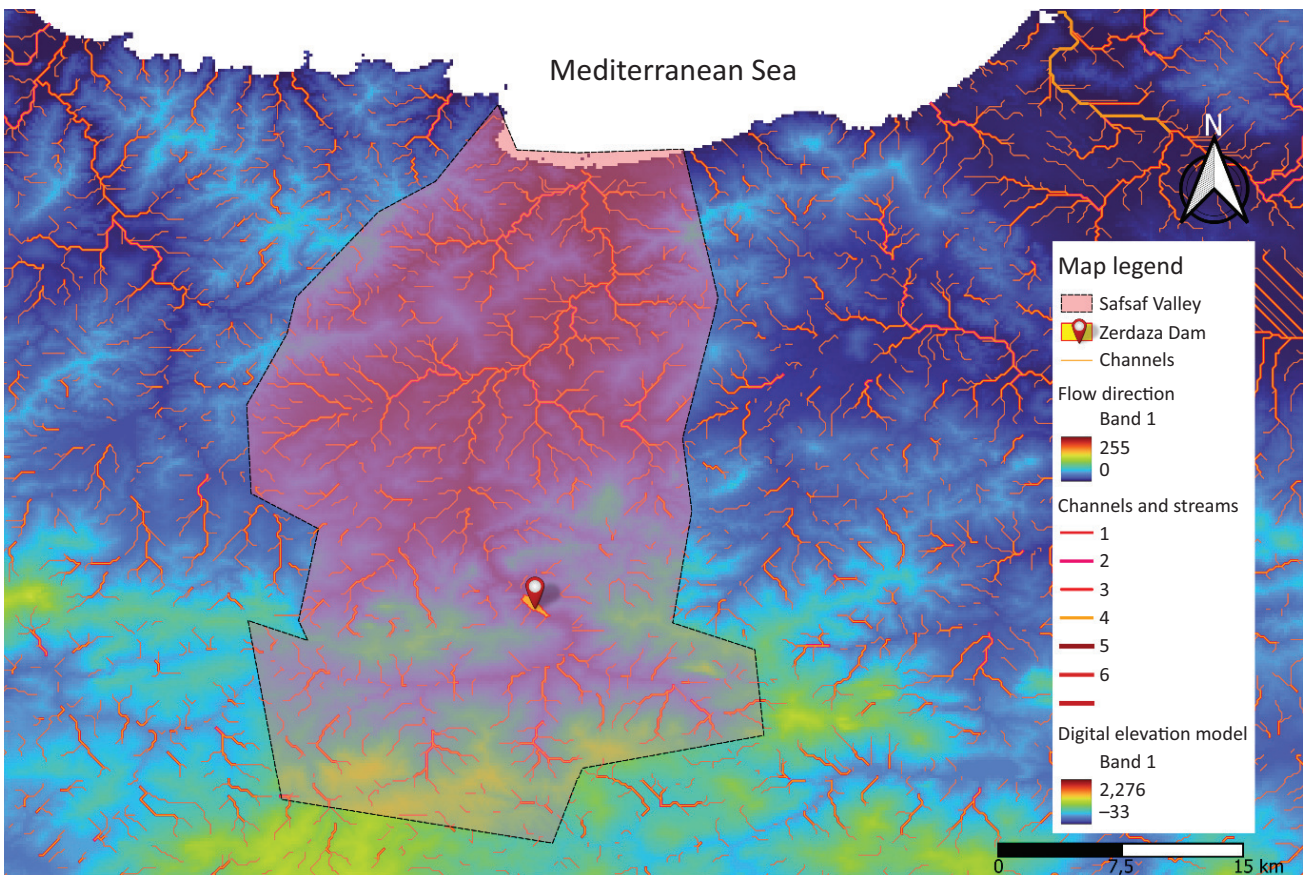 Mediterranean Sea
N
Map legend
Safsaf Valley
Zerdaza Dam
Channels
Flow direction
Band 1
255
0
Channels and streams
1
2
3
4
5
6
Digital elevation model
Band 1
2,276
–33
0 7,5 15 km